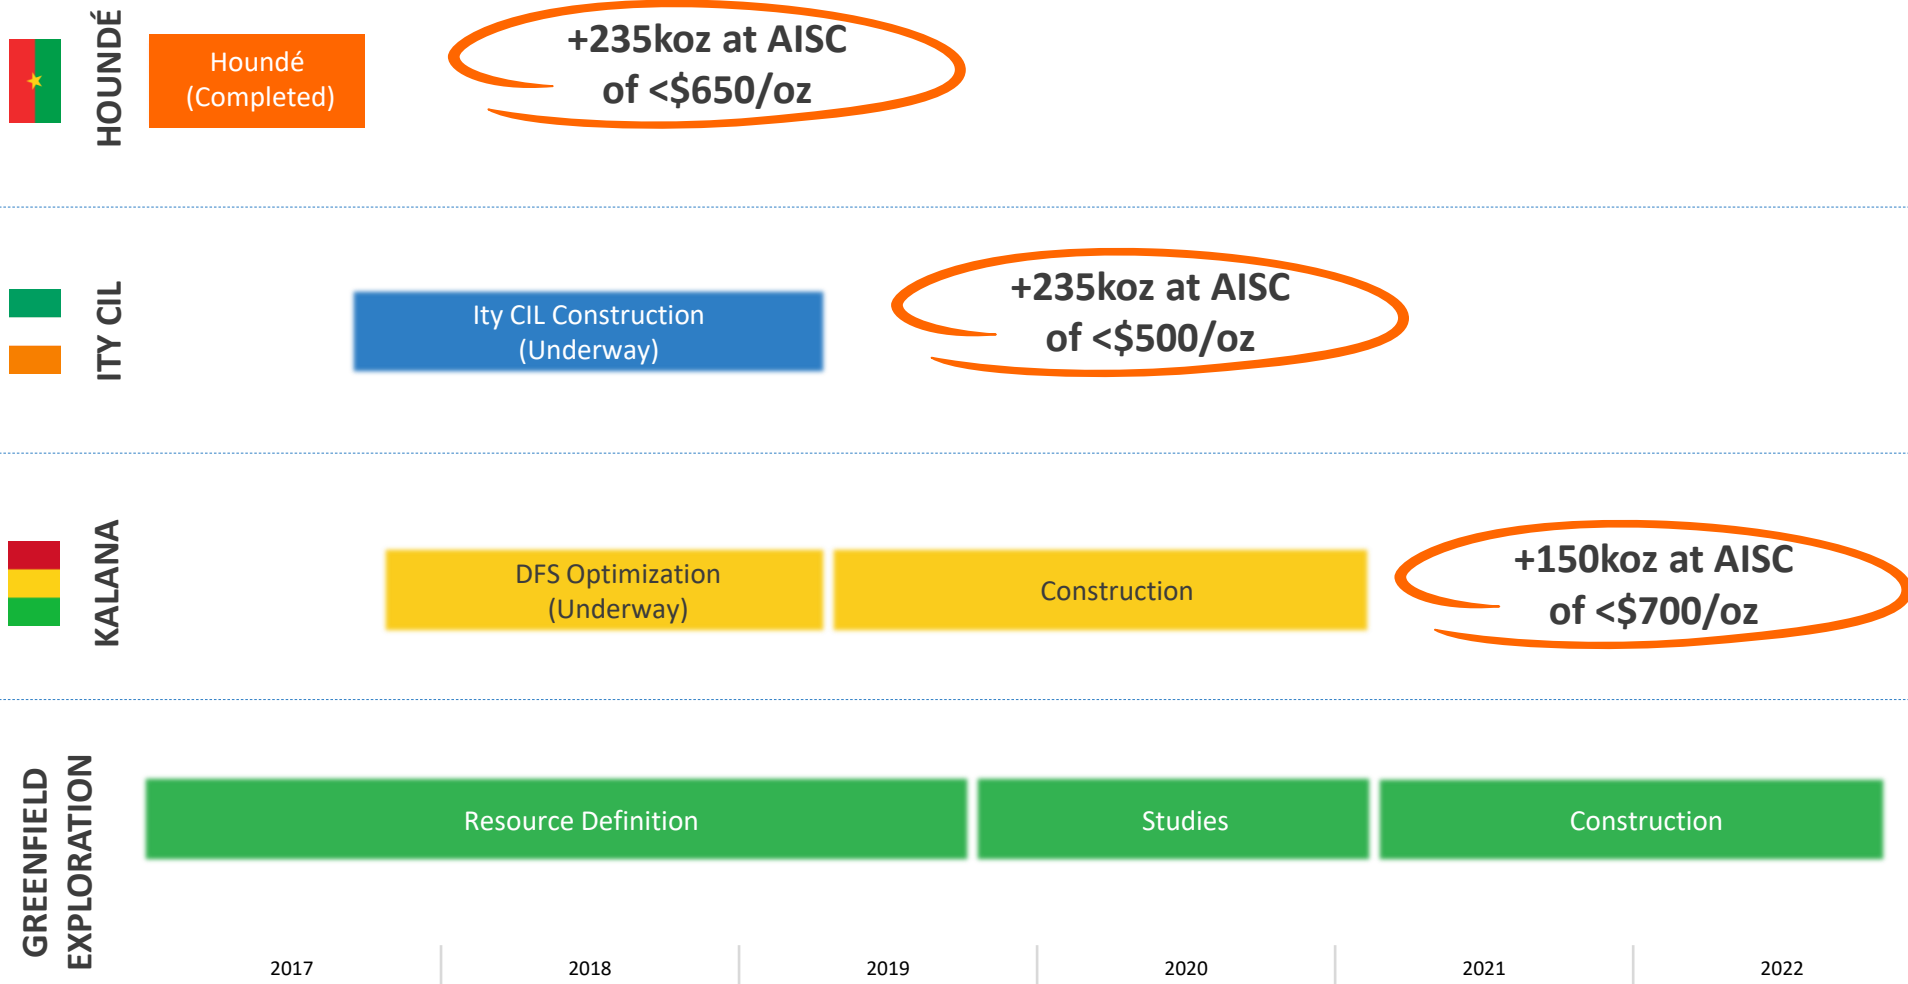 HOUNDÉ
Houndé
(Completed)
+235koz at AISC
of <$650/oz
ITY CIL
Ity CIL Construction
(Underway)
+235koz at AISC
of <$500/oz
KALANA
DFS Optimization
(Underway)
Construction
+150koz at AISC
of <$700/oz
GREENFIELD
EXPLORATION
Resource Definition
Studies
Construction
2017
2018
2019
2020
2021
2022